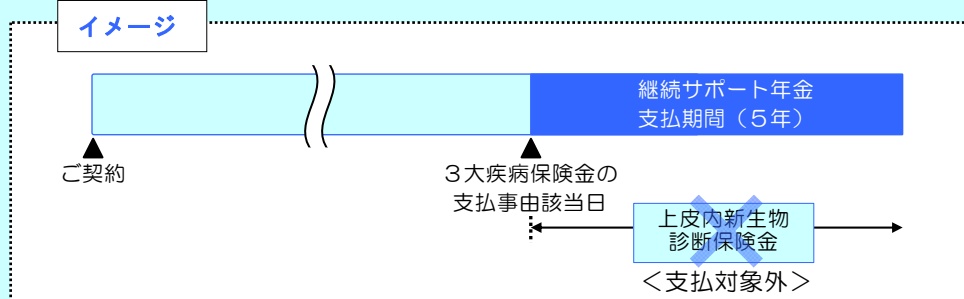 イメージ
継続サポート年金
支払期間（５年）
ご契約
３大疾病保険金の
支払事由該当日
上皮内新生物
診断保険金
＜支払対象外＞